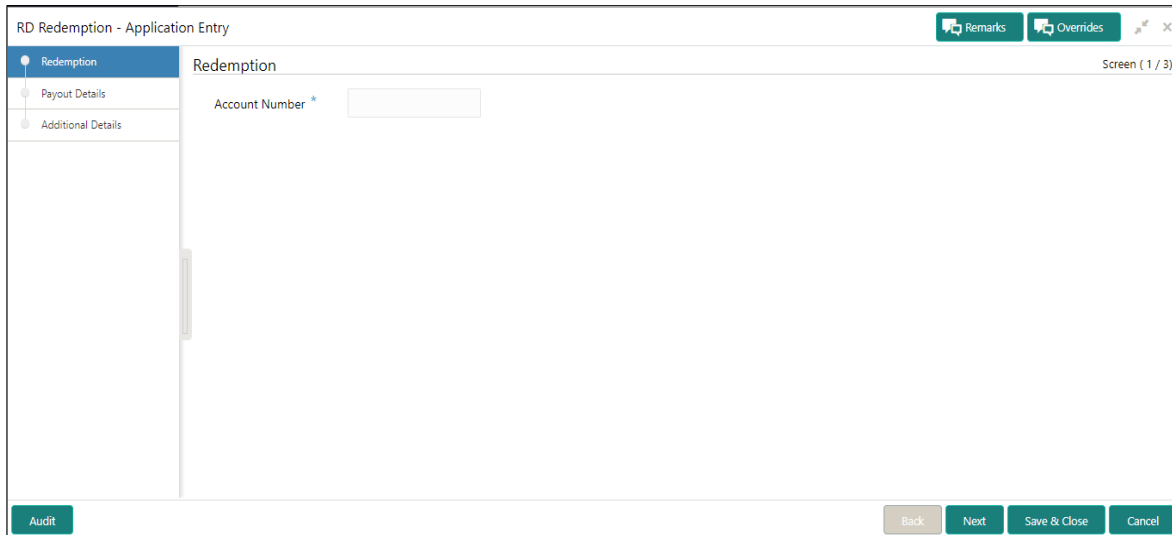 RD Redemption - Application Entry
Remarks
Overrides
Redemption
Payout Details
Additional Details
Redemption
Screen ( 1 / 3)
Account Number *
Audit
Back
Next
Save & Close
Cancel